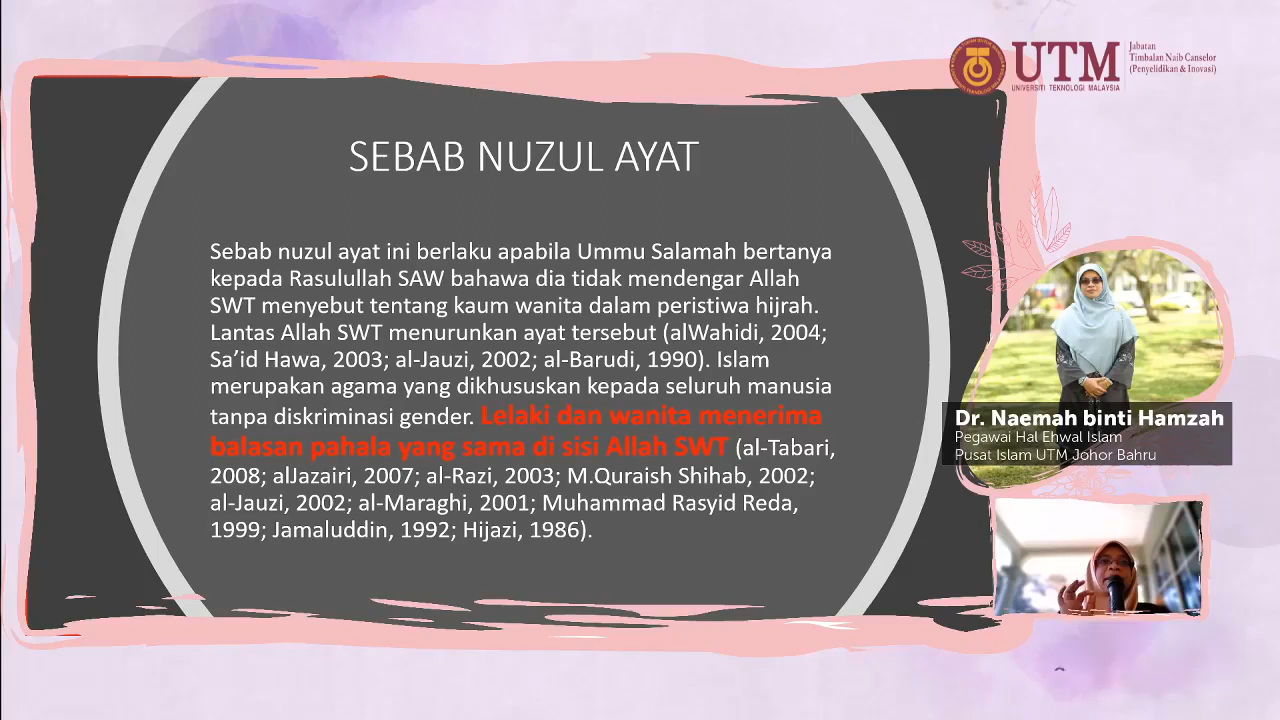 UTM
UNIVERSITI TEKNOLOGI MALAYSIA
Jabatan
Timbalan Naib Canselor
(Penyelidikan & Inovasi)
SEBAB NUZUL AYAT
Sebab nuzul ayat ini berlaku apabila Ummu Salamah bertanya
kepada Rasulullah SAW bahawa dia tidak mendengar Allah
SWT menyebut tentang kaum wanita dalam peristiwa hijrah.
Lantas Allah SWT menurunkan ayat tersebut (alWahidi, 2004;
Sa’id Hawa, 2003; al-Jauzi, 2002; al-Barudi, 1990). Islam
merupakan agama yang dikhususkan kepada seluruh manusia
tanpa diskriminasi gender. Lelaki dan wanita menerima
balasan pahala yang sama di sisi Allah SWT (al-Tabari,
2008; alJazairi, 2007; al-Razi, 2003; M.Quraish Shihab, 2002;
al-Jauzi, 2002; al-Maraghi, 2001; Muhammad Rasyid Reda,
1999; Jamaluddin, 1992; Hijazi, 1986).
Dr. Naemah binti Hamzah
Pegawai Hal Ehwal Islam
Pusat Islam UTM Johor Bahru